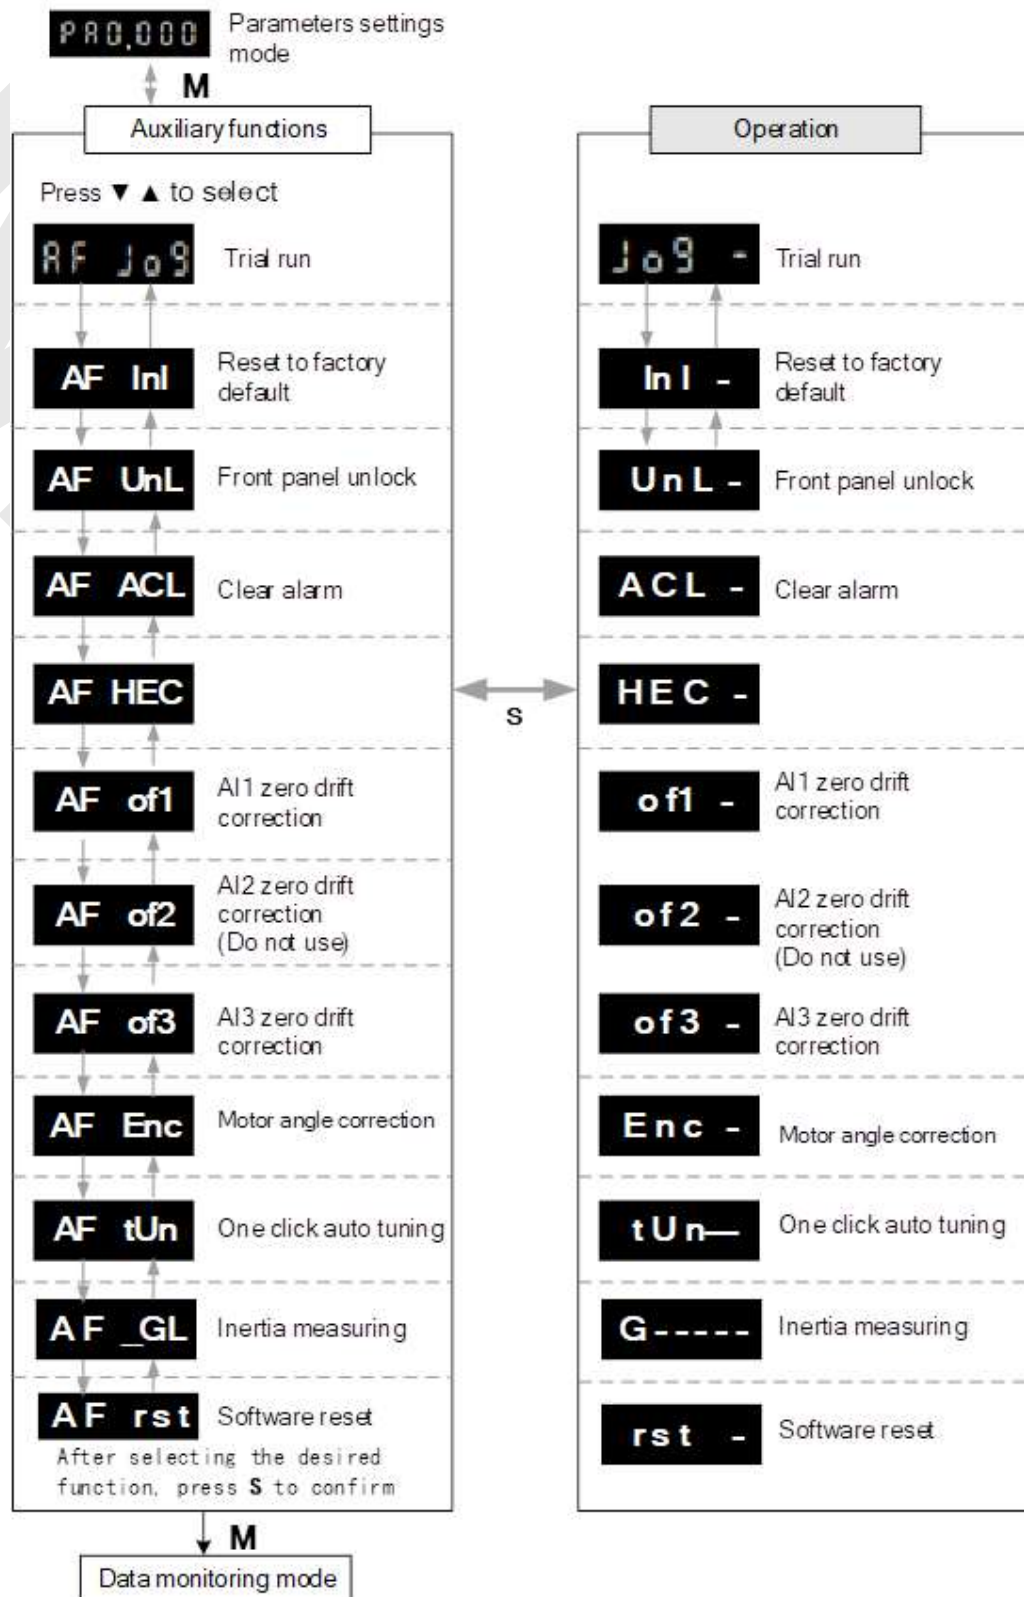 PA0.000
Parameters settings
mode
M
Auxiliary functions
Press ▼ ▲ to select
AF Jog
Trial run
AF InI
Reset to factory
default
AF UnL
Front panel unlock
AF ACL
Clear alarm
AF HEC
AF of1
AI1 zero drift
correction
AF of2
AI2 zero drift
correction
(Do not use)
AF of3
AI3 zero drift
correction
AF Enc
Motor angle correction
AF tUn
One click auto tuning
AF _GL
Inertia measuring
AF rst
Software reset
After selecting the desired
function, press S to confirm
M
Data monitoring mode
S
Operation
Jog -
Trial run
InI -
Reset to factory
default
UnL -
Front panel unlock
ACL -
Clear alarm
HEC -
of1 -
AI1 zero drift
correction
of2 -
AI2 zero drift
correction
(Do not use)
of3 -
AI3 zero drift
correction
Enc -
Motor angle correction
tUn—
One click auto tuning
G-----
Inertia measuring
rst -
Software reset